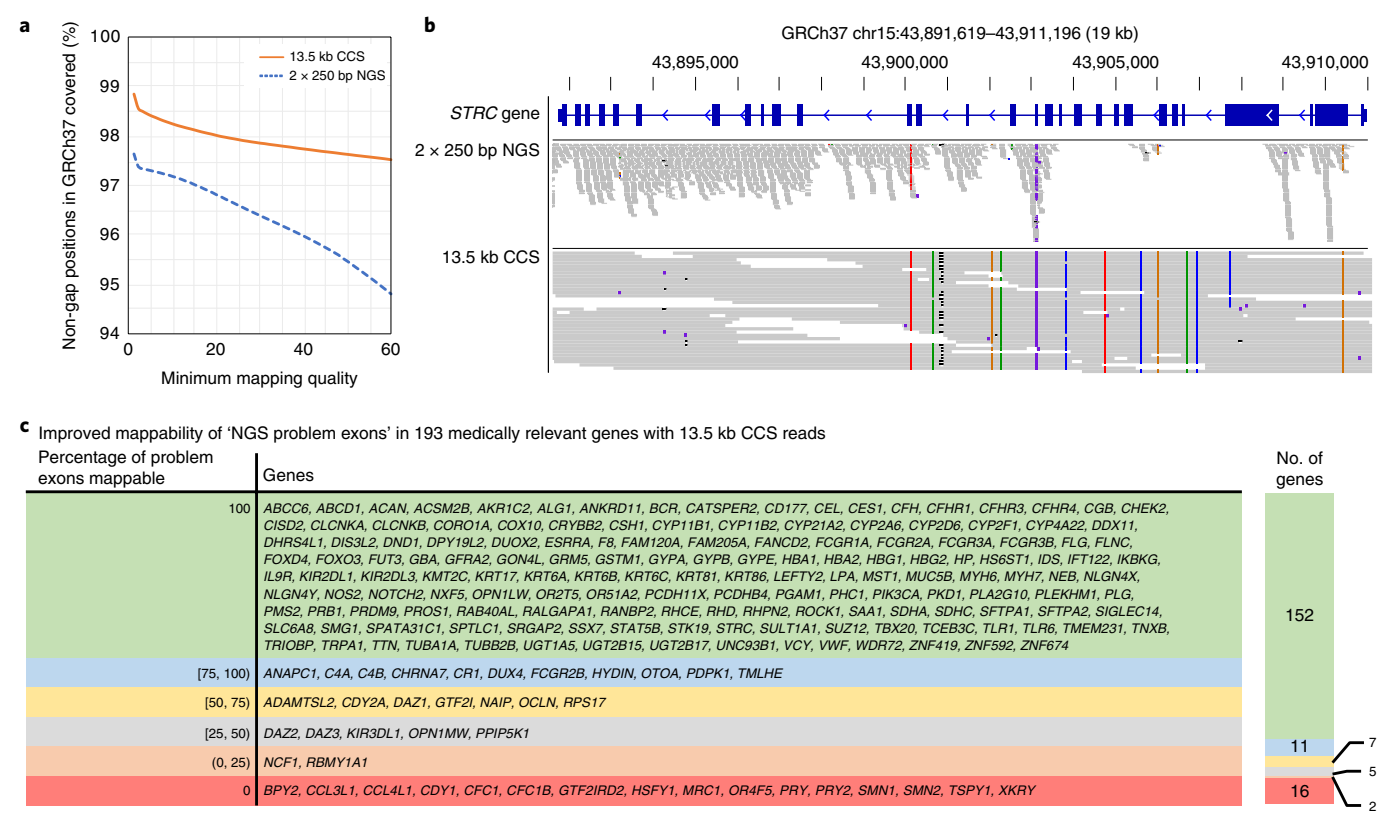 a
Non-gap positions in GRCh37 covered (%)
100
99
98
97
96
95
94
0
20
40
60
Minimum mapping quality
13.5 kb CCS
2 × 250 bp NGS
b
GRCh37 chr15:43,891,619–43,911,196 (19 kb)
43,895,000
43,900,000
43,905,000
43,910,000
STRC gene
2 × 250 bp NGS
13.5 kb CCS
c
Improved mappability of ‘NGS problem exons’ in 193 medically relevant genes with 13.5 kb CCS reads
Percentage of problem
exons mappable
Genes
No. of
genes
100
ABCC6, ABCD1, ACAN, ACSM2B, AKR1C2, ALG1, ANKRD11, BCR, CATSPER2, CD177, CEL, CES1, CFH, CFHR1, CFHR3, CFHR4, CGB, CHEK2,
CISD2, CLCNKA, CLCNKB, CORO1A, COX10, CRYBB2, CSH1, CYP11B1, CYP11B2, CYP21A2, CYP2A6, CYP2D6, CYP2F1, CYP4A22, DDX11,
DHRS4L1, DIS3L2, DND1, DPY19L2, DUOX2, ESRRA, F8, FAM120A, FAM205A, FANCD2, FCGR1A, FCGR2A, FCGR3A, FCGR3B, FLG, FLNC,
FOXD4, FOXO3, FUT3, GBA, GFRA2, GON4L, GRM5, GSTM1, GYPA, GYPB, GYPE, HBA1, HBA2, HBG1, HBG2, HP, HS6ST1, IDS, IFT122, IKBKG,
IL9R, KIR2DL1, KIR2DL3, KMT2C, KRT17, KRT6A, KRT6B, KRT6C, KRT81, KRT86, LEFTY2, LPA, MST1, MUC5B, MYH6, MYH7, NEB, NLGN4X,
NLGN4Y, NOS2, NOTCH2, NXF5, OPN1LW, OR2T5, OR51A2, PCDH11X, PCDHB4, PGAM1, PHC1, PIK3CA, PKD1, PLA2G10, PLEKHM1, PLG,
PMS2, PRB1, PRDM9, PROS1, RAB40AL, RALGAPA1, RANBP2, RHCE, RHD, RHPN2, ROCK1, SAA1, SDHA, SDHC, SFTPA1, SFTPA2, SIGLEC14,
SLC6A8, SMG1, SPATA31C1, SPTLC1, SRGAP2, SSX7, STAT5B, STK19, STRC, SULT1A1, SUZ12, TBX20, TCEB3C, TLR1, TLR6, TMEM231, TNXB,
TRIOBP, TRPA1, TTN, TUBA1A, TUBB2B, UGT1A5, UGT2B15, UGT2B17, UNC93B1, VCY, VWF, WDR72, ZNF419, ZNF592, ZNF674
152
[75, 100)
ANAPC1, C4A, C4B, CHRNA7, CR1, DUX4, FCGR2B, HYDIN, OTOA, PDPK1, TMLHE
11
[50, 75)
ADAMTSL2, CDY2A, DAZ1, GTF2I, NAIP, OCLN, RPS17
7
[25, 50)
DAZ2, DAZ3, KIR3DL1, OPN1MW, PPIP5K1
5
(0, 25)
NCF1, RBMY1A1
2
0
BPY2, CCL3L1, CCL4L1, CDY1, CFC1, CFC1B, GTF2IRD2, HSFY1, MRC1, OR4F5, PRY, PRY2, SMN1, SMN2, TSPY1, XKRY
16